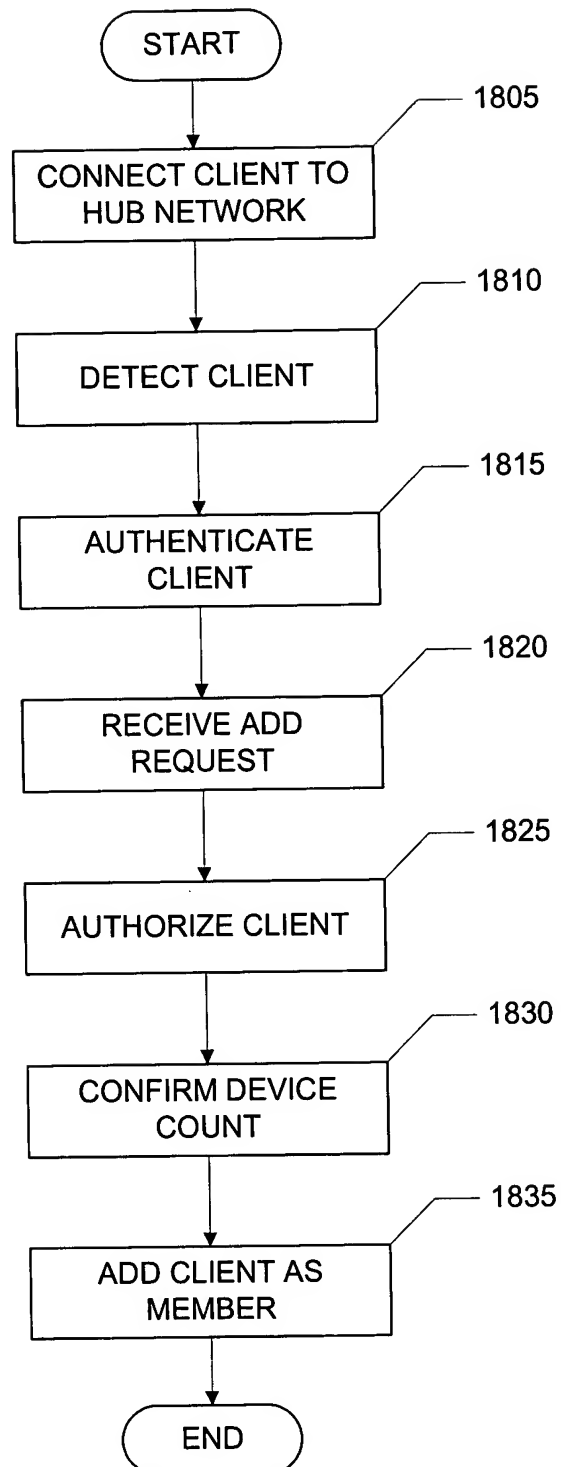 START
1805
CONNECT CLIENT TO
HUB NETWORK
1810
DETECT CLIENT
1815
AUTHENTICATE
CLIENT
1820
RECEIVE ADD
REQUEST
1825
AUTHORIZE CLIENT
1830
CONFIRM DEVICE
COUNT
1835
ADD CLIENT AS
MEMBER
END